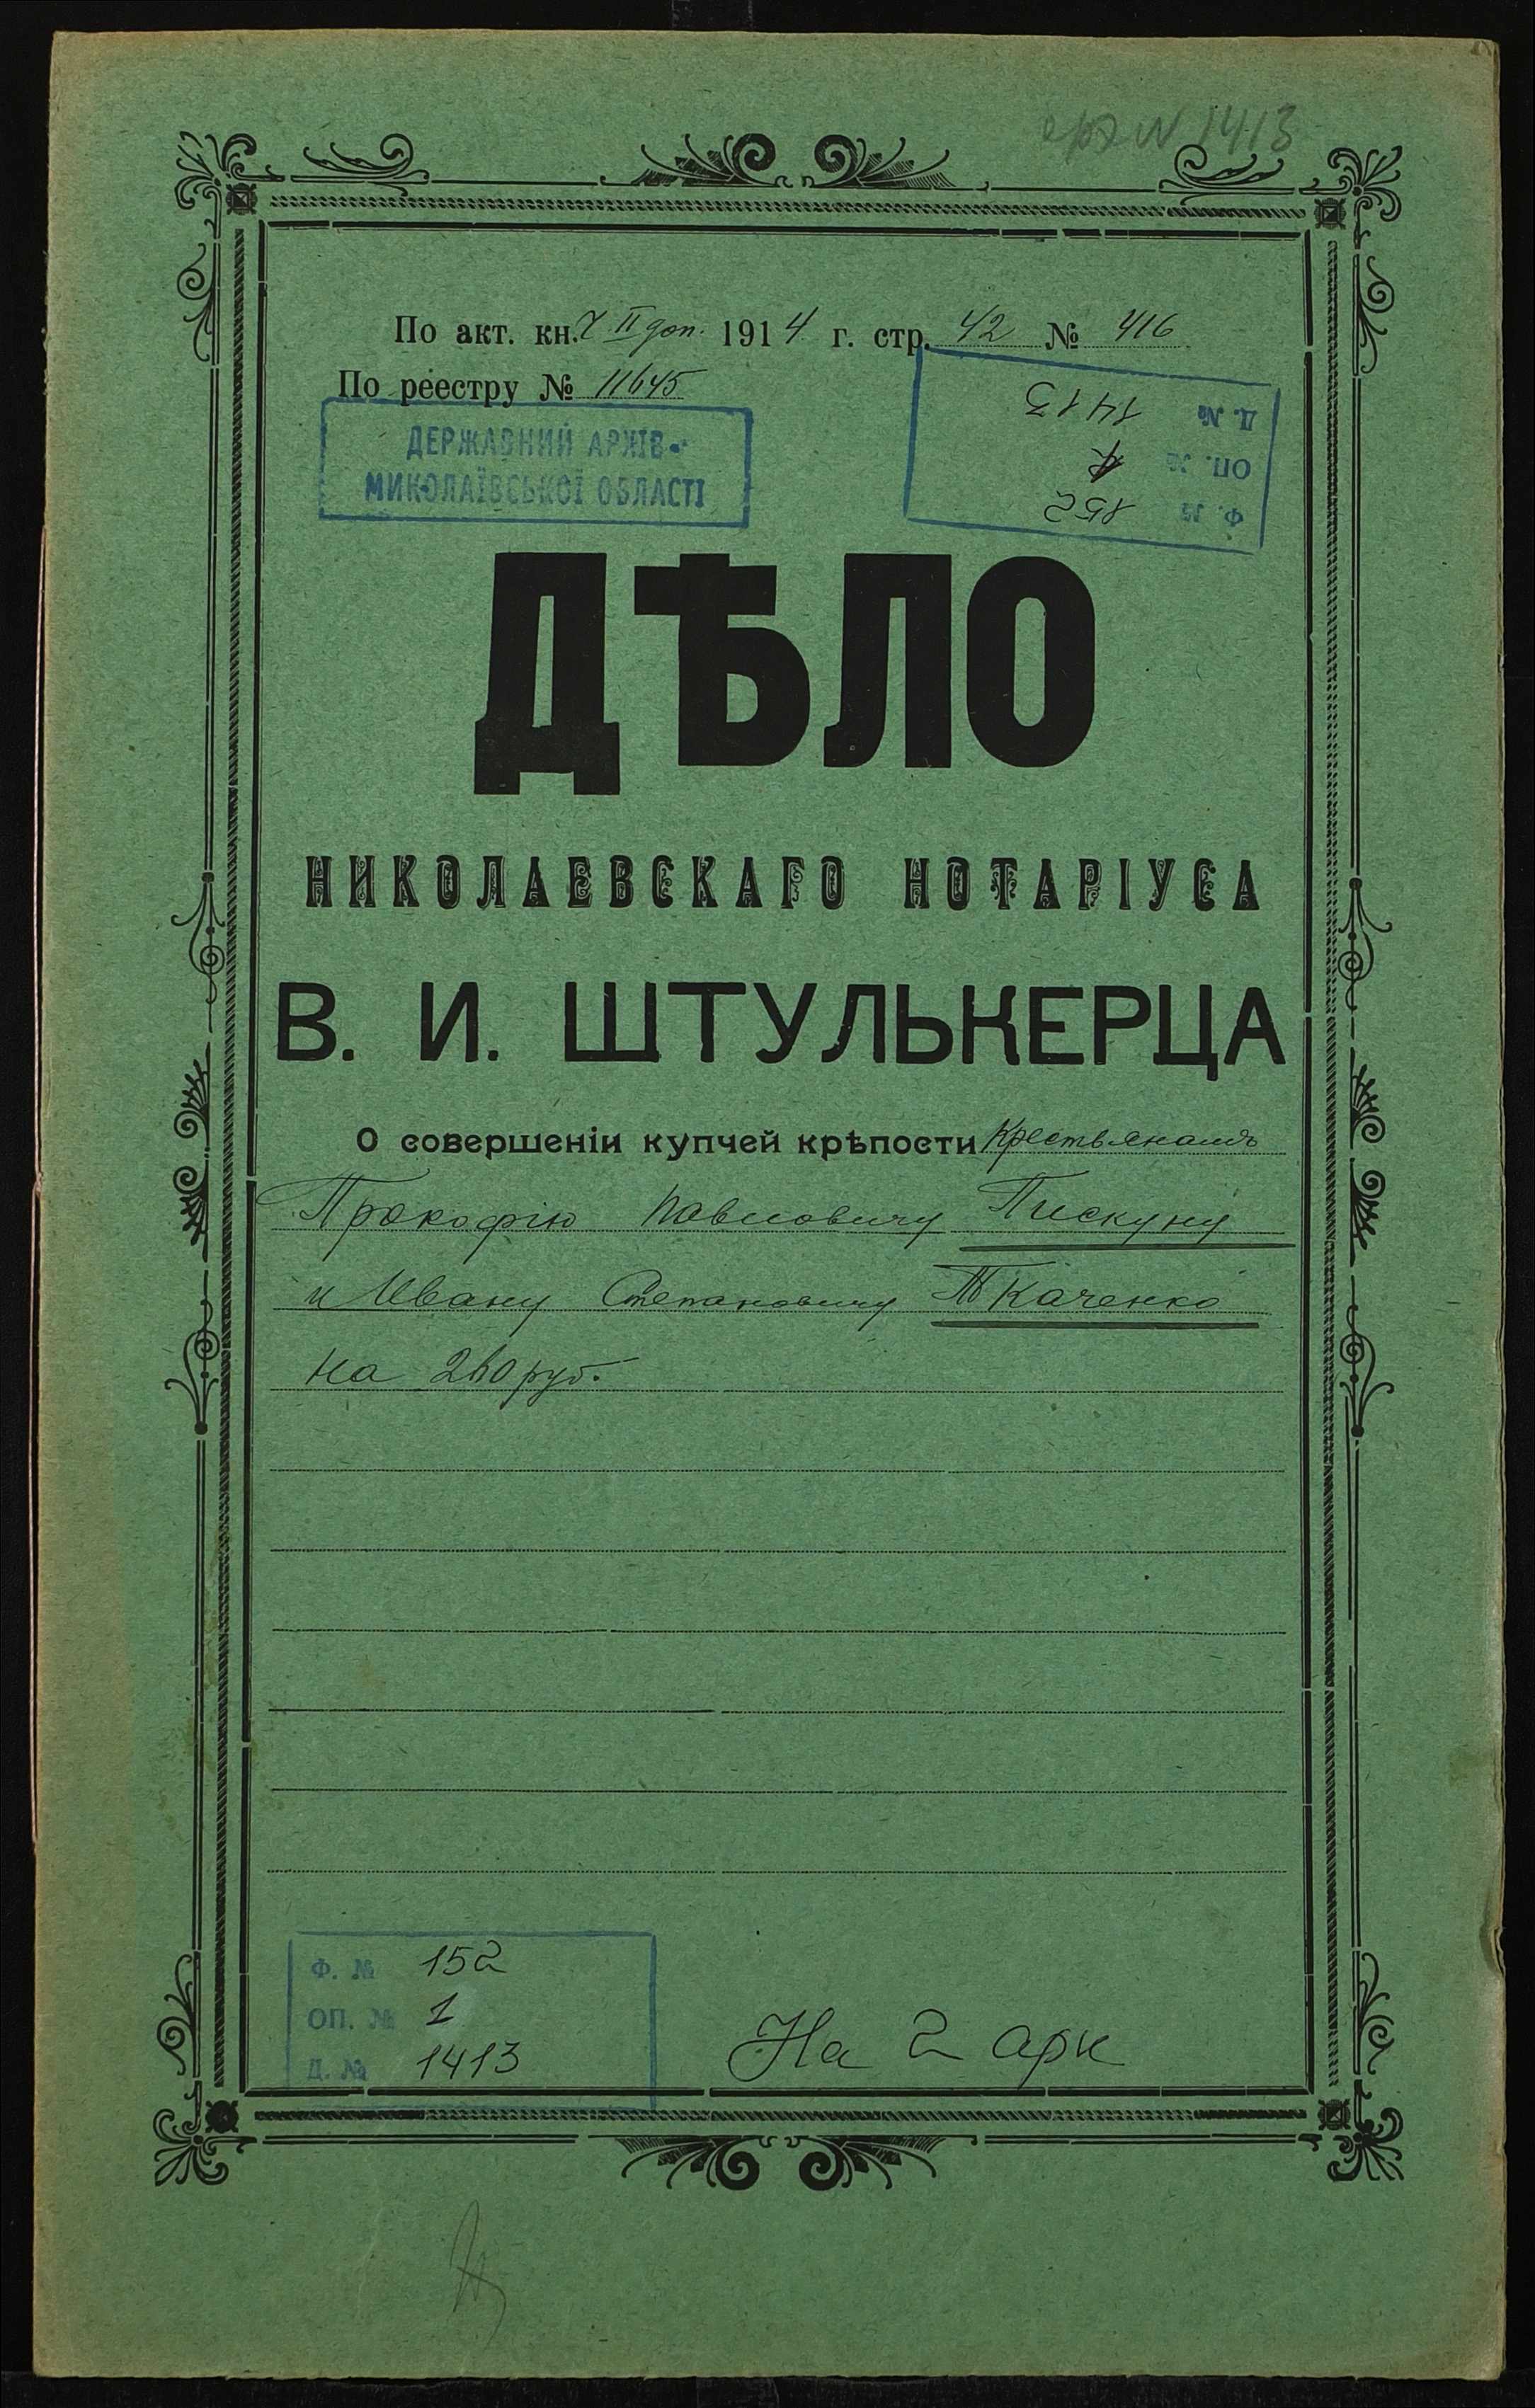 арх № 1413
По акт. кн. II доп. 1914 г. стр. 42 № 416
По реестру № 11645
ДЕРЖАВНИЙ АРХІВ
МИКОЛАЇВСЬКОЇ ОБЛАСТІ
Ф. № 152
ОП. № 1
Д. № 1413
ДѢЛО
НИКОЛАЕВСКАГО НОТАРІУСА
В. И. ШТУЛЬКЕРЦА
О совершеніи купчей крѣпости Крестьянамъ
Прокофію Павловичу Пискуну
и Ивану Степановичу Ткаченко
на 260 руб.
Ф. № 152
ОП. № 1
Д. № 1413
На 2 арк